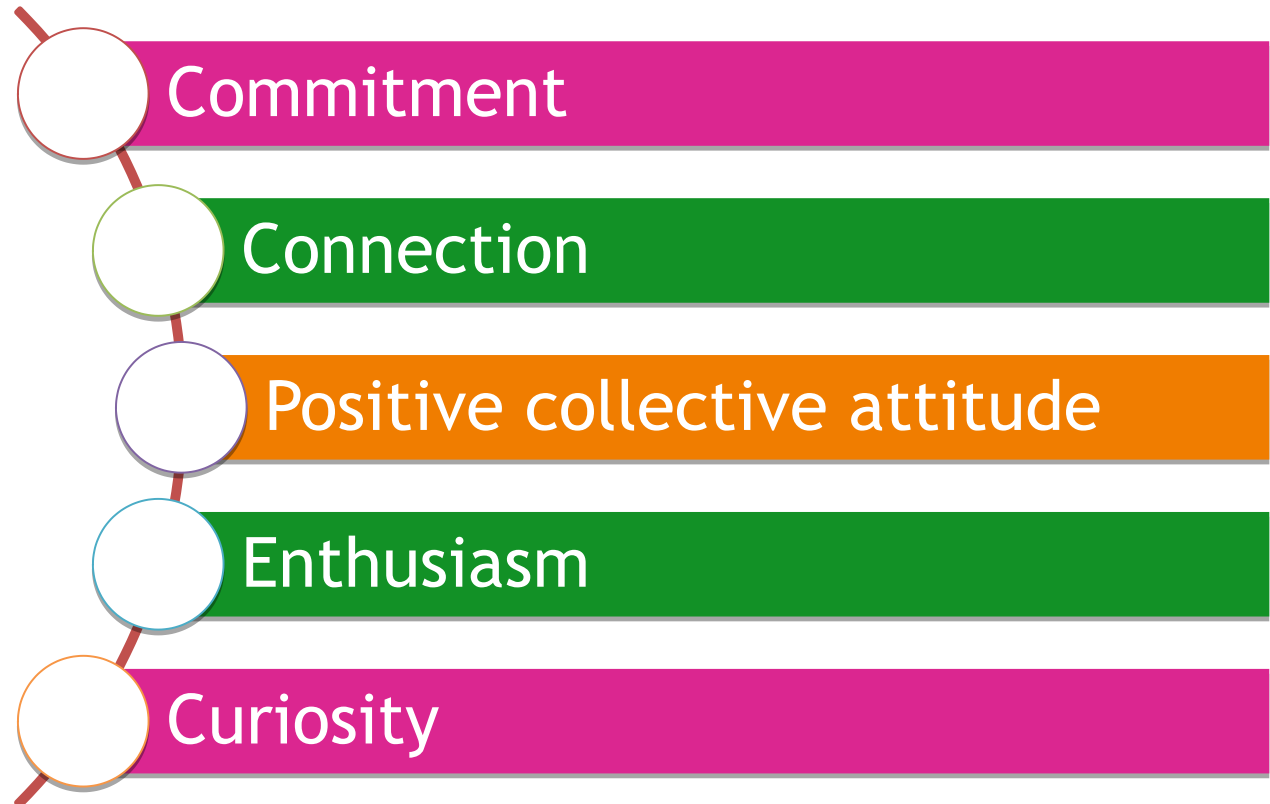 Commitment
Connection
Positive collective attitude
Enthusiasm
Curiosity